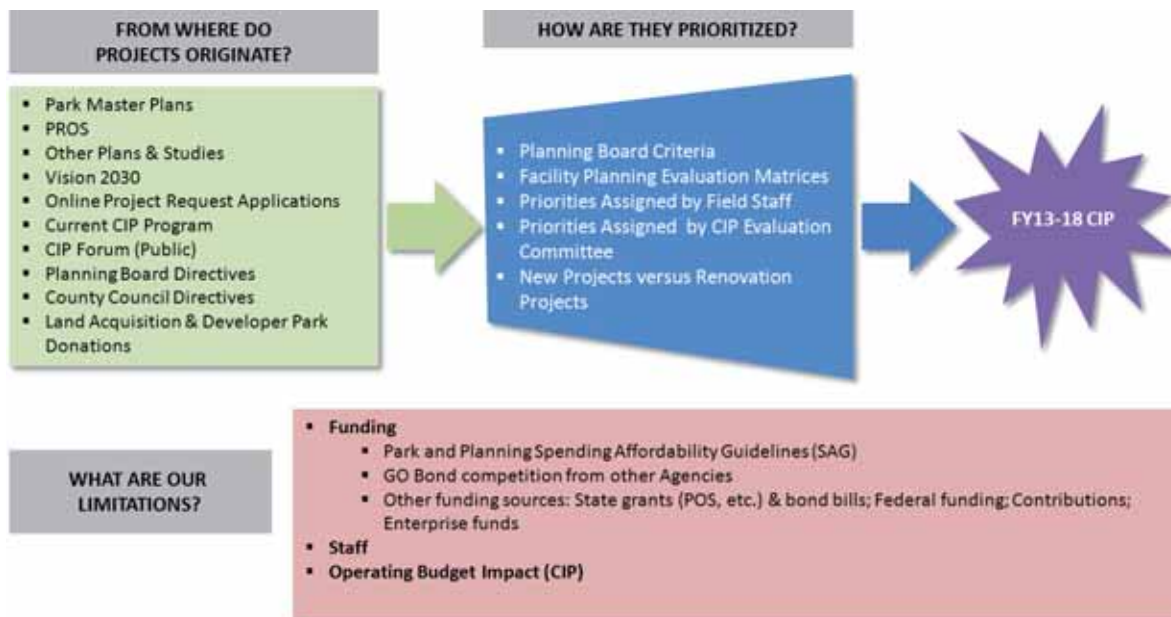 FROM WHERE DO
PROJECTS ORIGINATE?
▪ Park Master Plans
▪ PROS
▪ Other Plans & Studies
▪ Vision 2030
▪ Online Project Request Applications
▪ Current CIP Program
▪ CIP Forum (Public)
▪ Planning Board Directives
▪ County Council Directives
▪ Land Acquisition & Developer Park
Donations
HOW ARE THEY PRIORITIZED?
▪ Planning Board Criteria
▪ Facility Planning Evaluation Matrices
▪ Priorities Assigned by Field Staff
▪ Priorities Assigned by CIP Evaluation
Committee
▪ New Projects versus Renovation
Projects
FY13-18 CIP
WHAT ARE OUR
LIMITATIONS?
▪ Funding
▪ Park and Planning Spending Affordability Guidelines (SAG)
▪ GO Bond competition from other Agencies
▪ Other funding sources: State grants (POS, etc.) & bond bills; Federal funding; Contributions;
Enterprise funds
▪ Staff
▪ Operating Budget Impact (CIP)